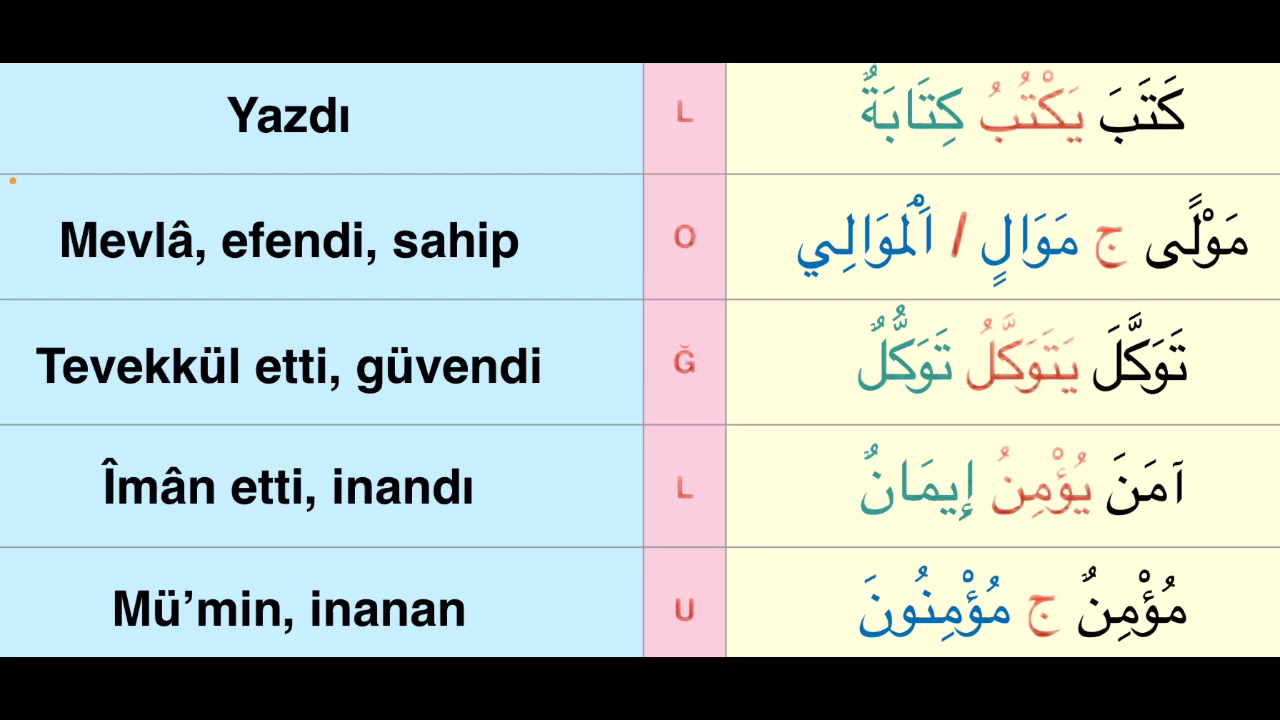 Yazdı L كَتَبَ يَكْتُبُ كِتَابَةٌ
Mevlâ, efendi, sahip O مَوْلًى ج مَوَالٍ / اَلْمَوَالِي
Tevekkül etti, güvendi Ğ تَوَكَّلَ يَتَوَكَّلُ تَوَكُّلٌ
Îmân etti, inandı L آمَنَ يُؤْمِنُ إِيمَانٌ
Mü’min, inanan U مُؤْمِنٌ ج مُؤْمِنُونَ